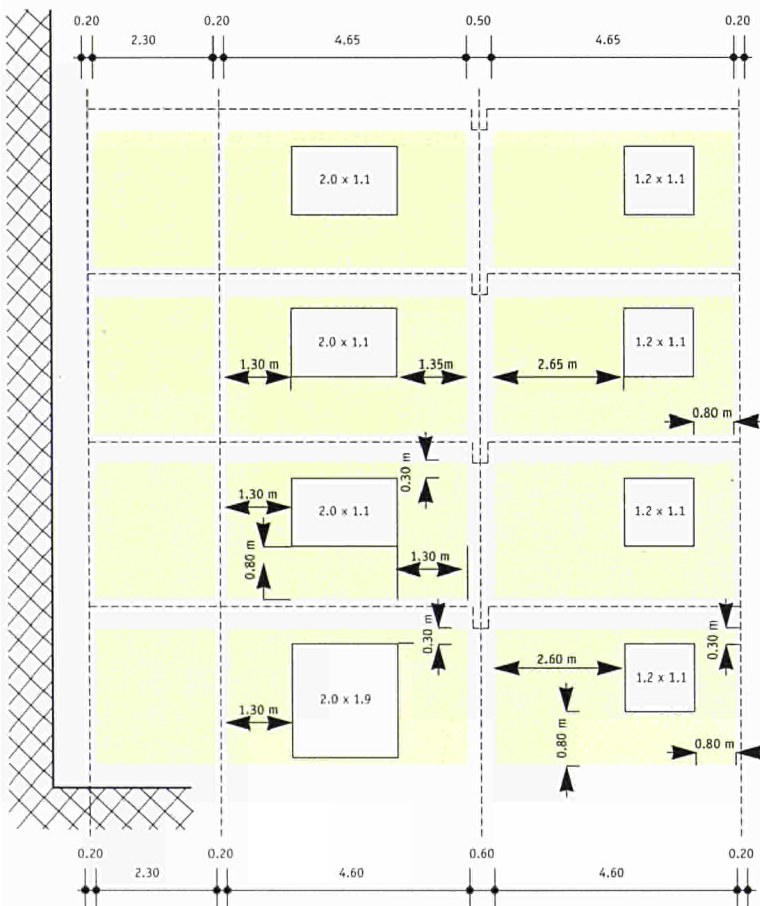 0.20 0.20 0.50 0.20
2.30 4.65 4.65
2.0 x 1.1 1.2 x 1.1
2.0 x 1.1 1.2 x 1.1
1.30 m 1.35m 2.65 m
0.80 m
0.30 m
1.30 m 2.0 x 1.1 1.2 x 1.1
0.80 m 1.30 m
0.30 m 0.30 m
2.60 m 1.2 x 1.1
2.0 x 1.9
1.30 m
0.80 m 0.80 m
0.20 0.20 0.60 0.20
2.30 4.60 4.60